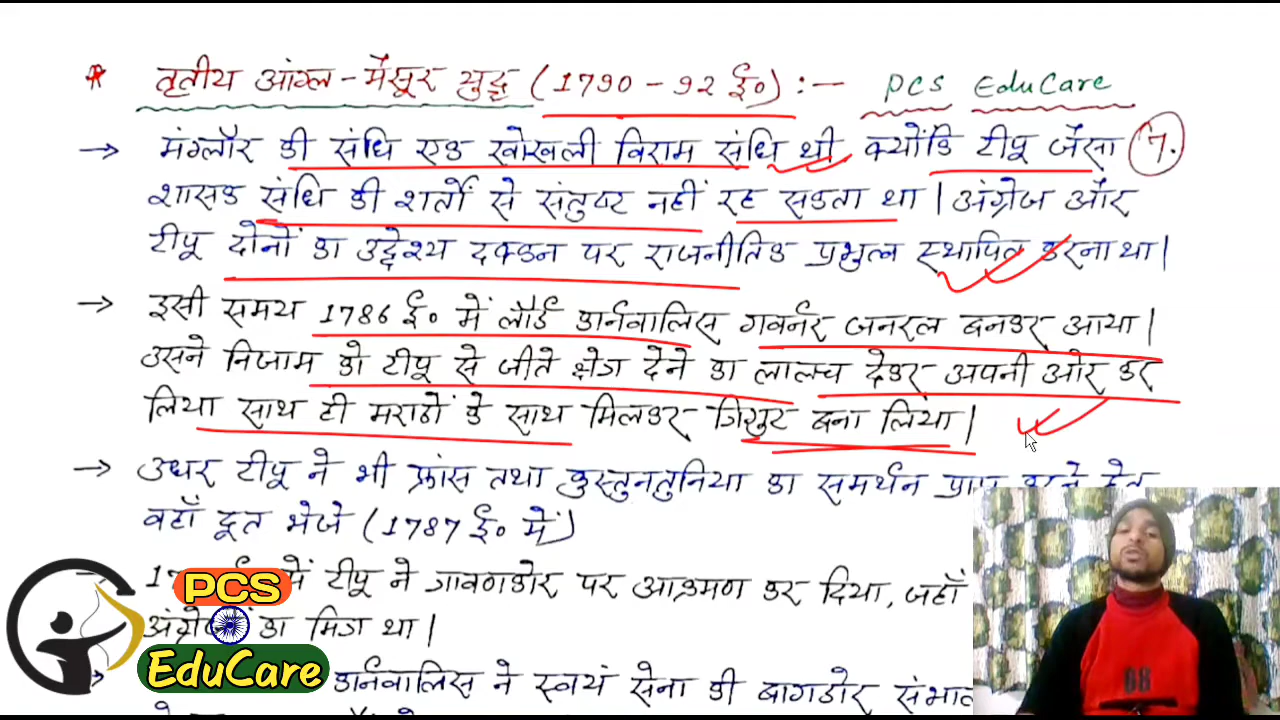 * तृतीय आंग्ल-मैसूर युद्ध (1790-92 ई०) :— PCS EduCare
→ मंग्लौर की संधि एक खोखली विराम संधि थी क्योंकि टीपू जैसा 7.
शासक संधि की शर्तों से संतुष्ट नहीं रह सकता था | अंग्रेज और
टीपू दोनों का उद्देश्य दक्कन पर राजनीतिक प्रभुत्व स्थापित करना था |
→ इसी समय 1786 ई० में लॉर्ड कार्नवालिस गवर्नर जनरल बनकर आया |
उसने निजाम को टीपू से जीते क्षेत्र देने का लालच देकर अपनी ओर कर
लिया साथ ही मराठों के साथ मिलकर त्रिगुट बना लिया |
→ उधर टीपू ने भी फ्रांस तथा कुस्तुनतुनिया का समर्थन
वहाँ दूत भेजे (1787 ई० में)
में टीपू ने त्रावणकोर पर आक्रमण कर दिया, जहाँ
का मित्र था |
कार्नवालिस ने स्वयं सेना की बागडोर
PCS
EduCare
08